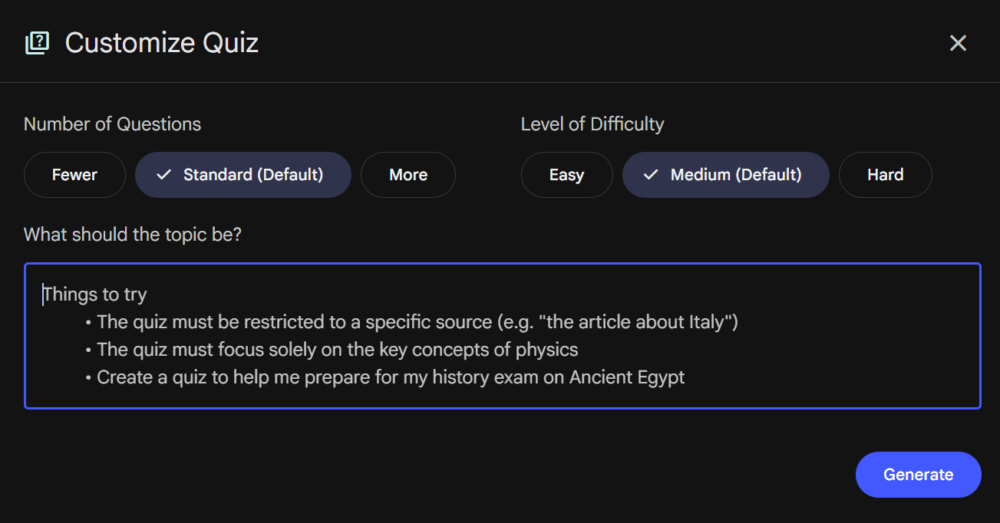 Customize Quiz
Number of Questions
Fewer
Standard (Default)
More
Level of Difficulty
Easy
Medium (Default)
Hard
What should the topic be?
Things to try
• The quiz must be restricted to a specific source (e.g. "the article about Italy")
• The quiz must focus solely on the key concepts of physics
• Create a quiz to help me prepare for my history exam on Ancient Egypt
Generate